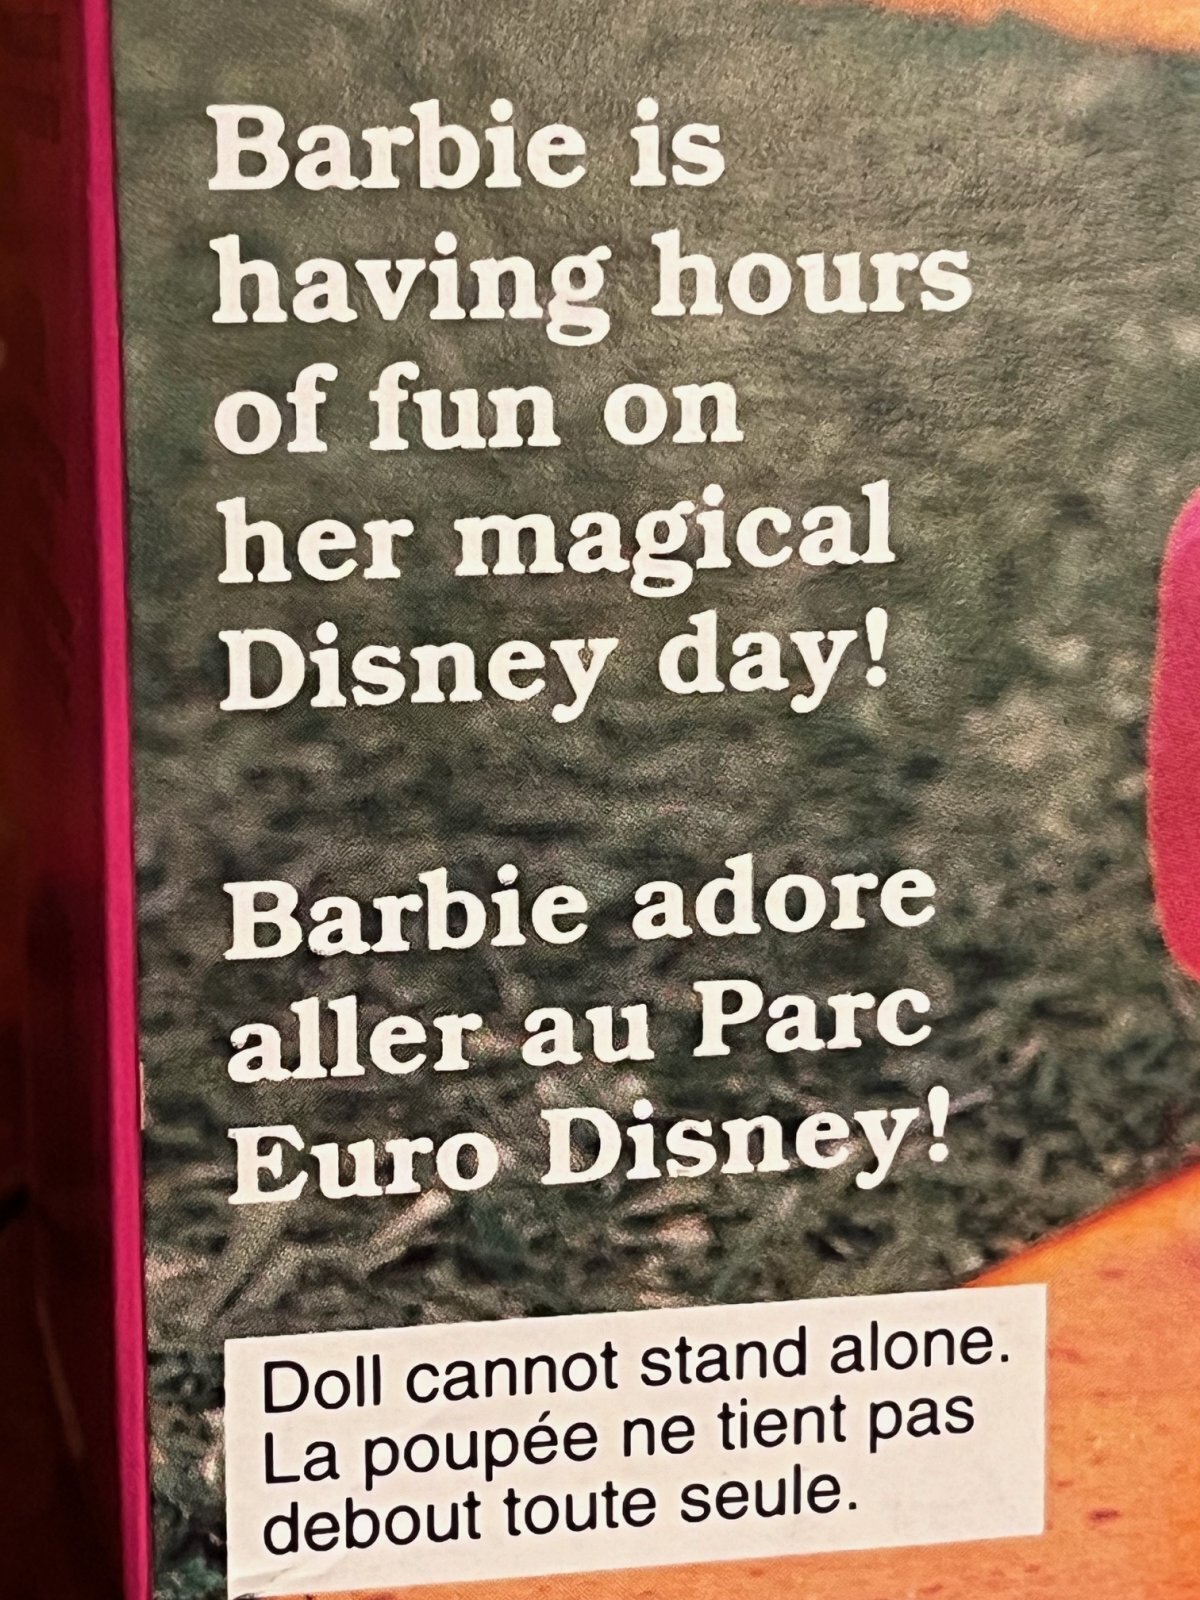 Barbie is
having hours
of fun on
her magical
Disney day!
Barbie adore
aller au Parc
Euro Disney!
Doll cannot stand alone.
La poupée ne tient pas
debout toute seule.